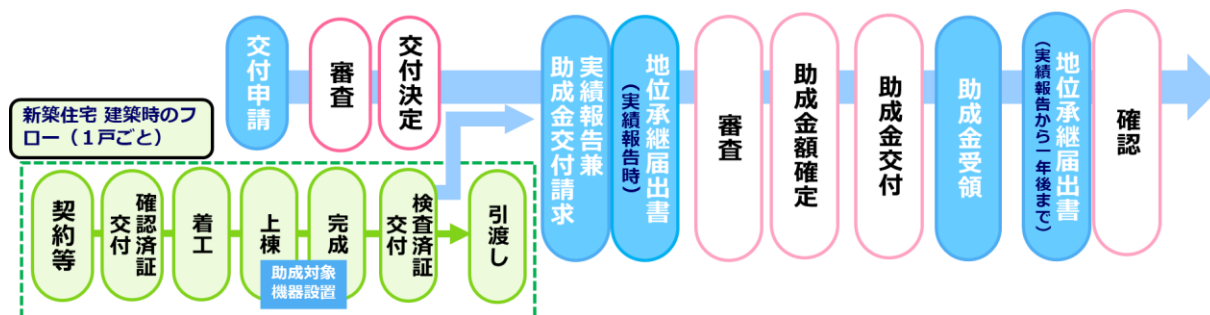 交付申請
審査
交付決定
実績報告兼
助成金交付請求
地位承継届出書
（実績報告時）
審査
助成金額確定
助成金交付
助成金受領
地位承継届出書
（実績報告から一年後まで）
確認
新築住宅 建築時のフ
ロー（１戸ごと）
契約等
確認済証
交付
着工
上棟
完成
検査済証
交付
引渡し
助成対象
機器設置